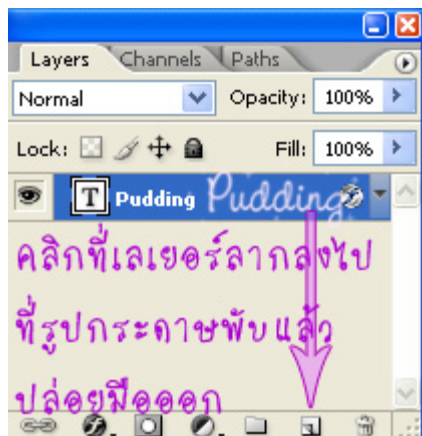 Layers Channels Paths
Normal Opacity: 100%
Lock: Fill: 100%
T Pudding Pudding
คลิกที่เลเยอร์ลากลงไป
ที่รูปกระดาษพับแล้ว
ปล่อยมือออก